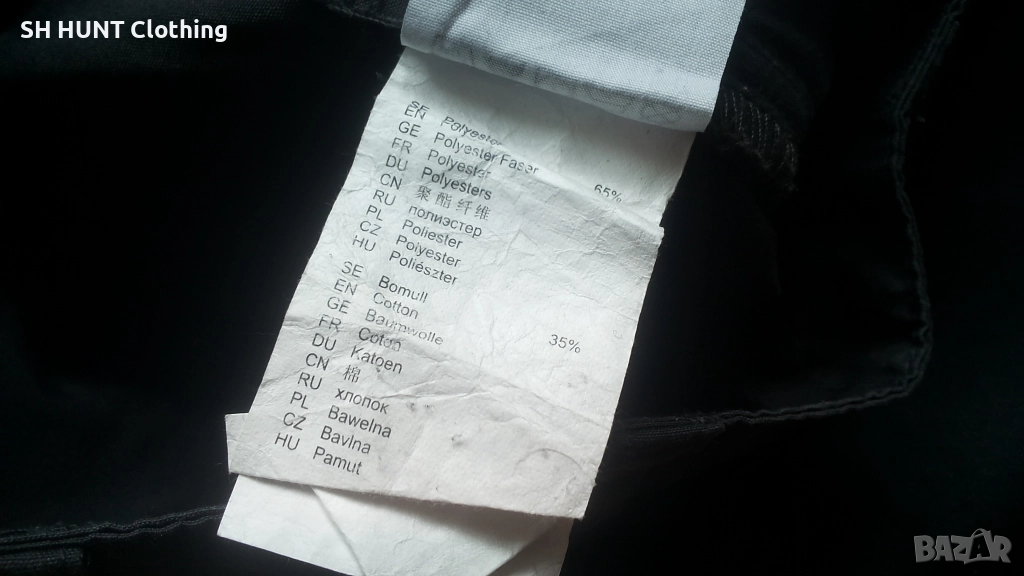 SH HUNT Clothing
SE Polyester
EN Polyester Faser 65%
GE Polyester
FR Polyesters
DU 聚酯纤维
CN полиэстер
RU Poliester
PL Polyester
CZ Poliészter
HU
SE Bomull
EN Cotton
GE Baumwolle 35%
FR Coton
DU Katoen
CN 棉
RU хлопок
PL Bawelna
CZ Bavlna
HU Pamut
BAZAR